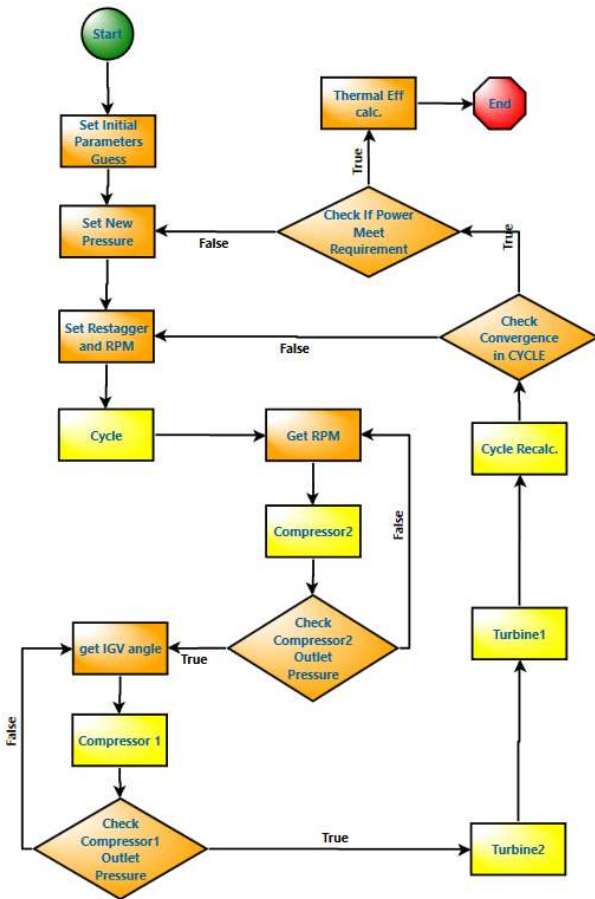 Start
Set Initial
Parameters
Guess
Set New
Pressure
Set Restagger
and RPM
Cycle
Get RPM
Compressor2
Check
Compressor2
Outlet
Pressure
False
True
get IGV angle
Compressor 1
Check
Compressor1
Outlet
Pressure
False
True
Turbine2
Turbine1
Cycle Recalc.
Check
Convergence
in CYCLE
False
True
Check If Power
Meet
Requirement
False
True
Thermal Eff
calc.
End